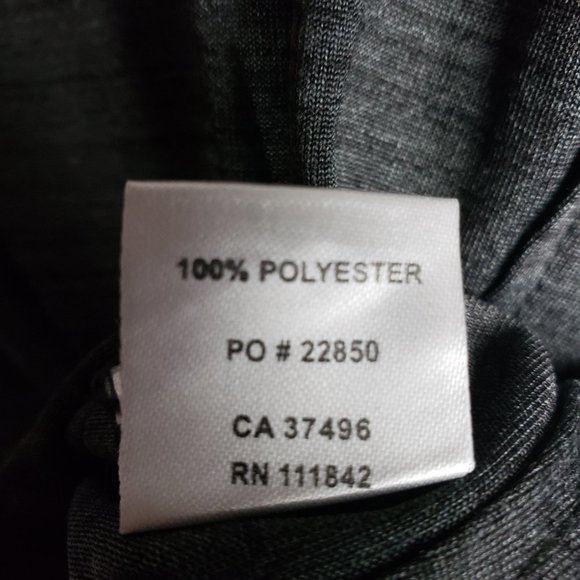 100% POLYESTER
PO # 22850
CA 37496
RN 111842